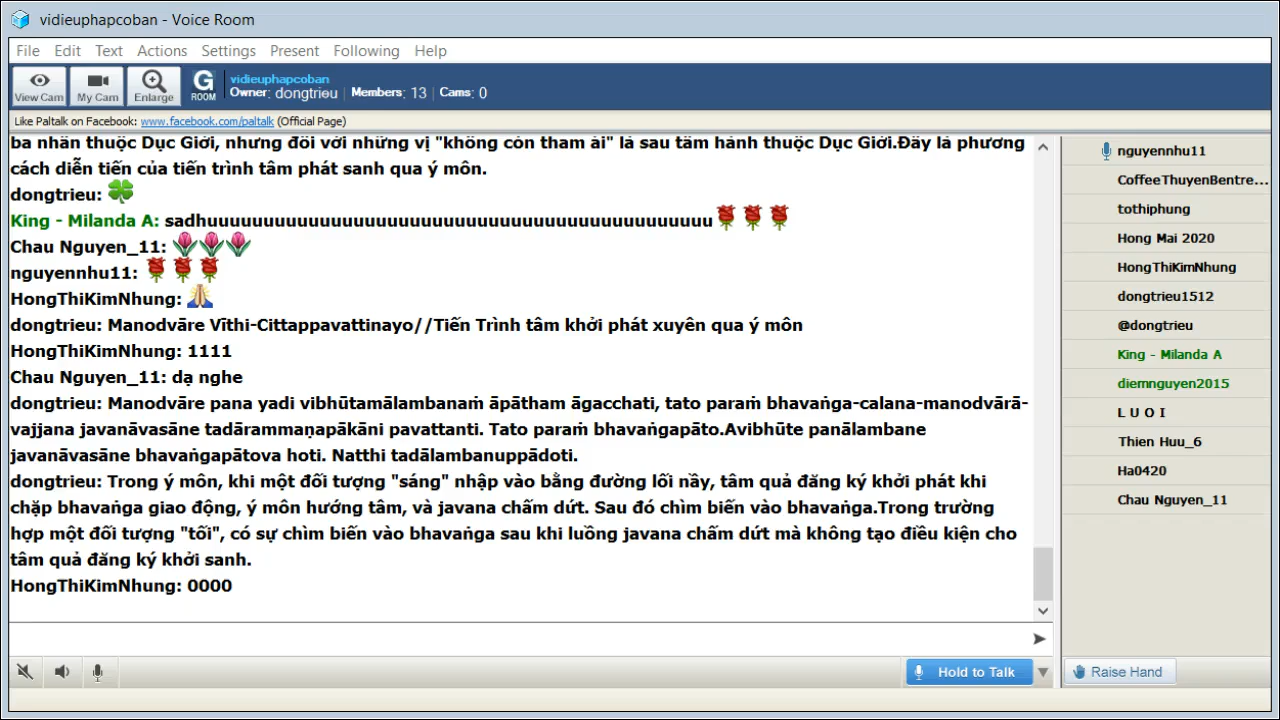 vidieuphapcoban - Voice Room
File Edit Text Actions Settings Present Following Help
View Cam My Cam Enlarge G ROOM
vidieuphapcoban
Owner: dongtrieu | Members: 13 | Cams: 0
Like Paltalk on Facebook: www.facebook.com/paltalk (Official Page)
ba nhân thuộc Dục Giới, nhưng đối với những vị "không còn tham ái" là sau tâm hành thuộc Dục Giới.Đây là phương
cách diễn tiến của tiến trình tâm phát sanh qua ý môn.
dongtrieu:
King - Milanda A: sadhuuuuuuuuuuuuuuuuuuuuuuuuuuuuuuuuuuuuuuuuuuuuu
Chau Nguyen_11:
nguyennhu11:
HongThiKimNhung:
dongtrieu: Manodvāre Vīthi-Cittappavattinayo//Tiến Trình tâm khởi phát xuyên qua ý môn
HongThiKimNhung: 1111
Chau Nguyen_11: dạ nghe
dongtrieu: Manodvāre pana yadi vibhūtamālambanaṁ āpātham āgacchati, tato paraṁ bhavaṅga-calana-manodvārā-
vajjana javanāvasāne tadārammaṇapākāni pavattanti. Tato paraṁ bhavaṅgapāto.Avibhūte panālambane
javanāvasāne bhavaṅgapātova hoti. Natthi tadālambanuppādoti.
dongtrieu: Trong ý môn, khi một đối tượng "sáng" nhập vào bằng đường lối nầy, tâm quả đăng ký khởi phát khi
chặp bhavaṅga giao động, ý môn hướng tâm, và javana chấm dứt. Sau đó chìm biến vào bhavaṅga.Trong trường
hợp một đối tượng "tối", có sự chìm biến vào bhavaṅga sau khi luồng javana chấm dứt mà không tạo điều kiện cho
tâm quả đăng ký khởi sanh.
HongThiKimNhung: 0000
Hold to Talk
nguyennhu11
CoffeeThuyenBentre...
tothiphung
Hong Mai 2020
HongThiKimNhung
dongtrieu1512
@dongtrieu
King - Milanda A
diemnguyen2015
L U O I
Thien Huu_6
Ha0420
Chau Nguyen_11
Raise Hand